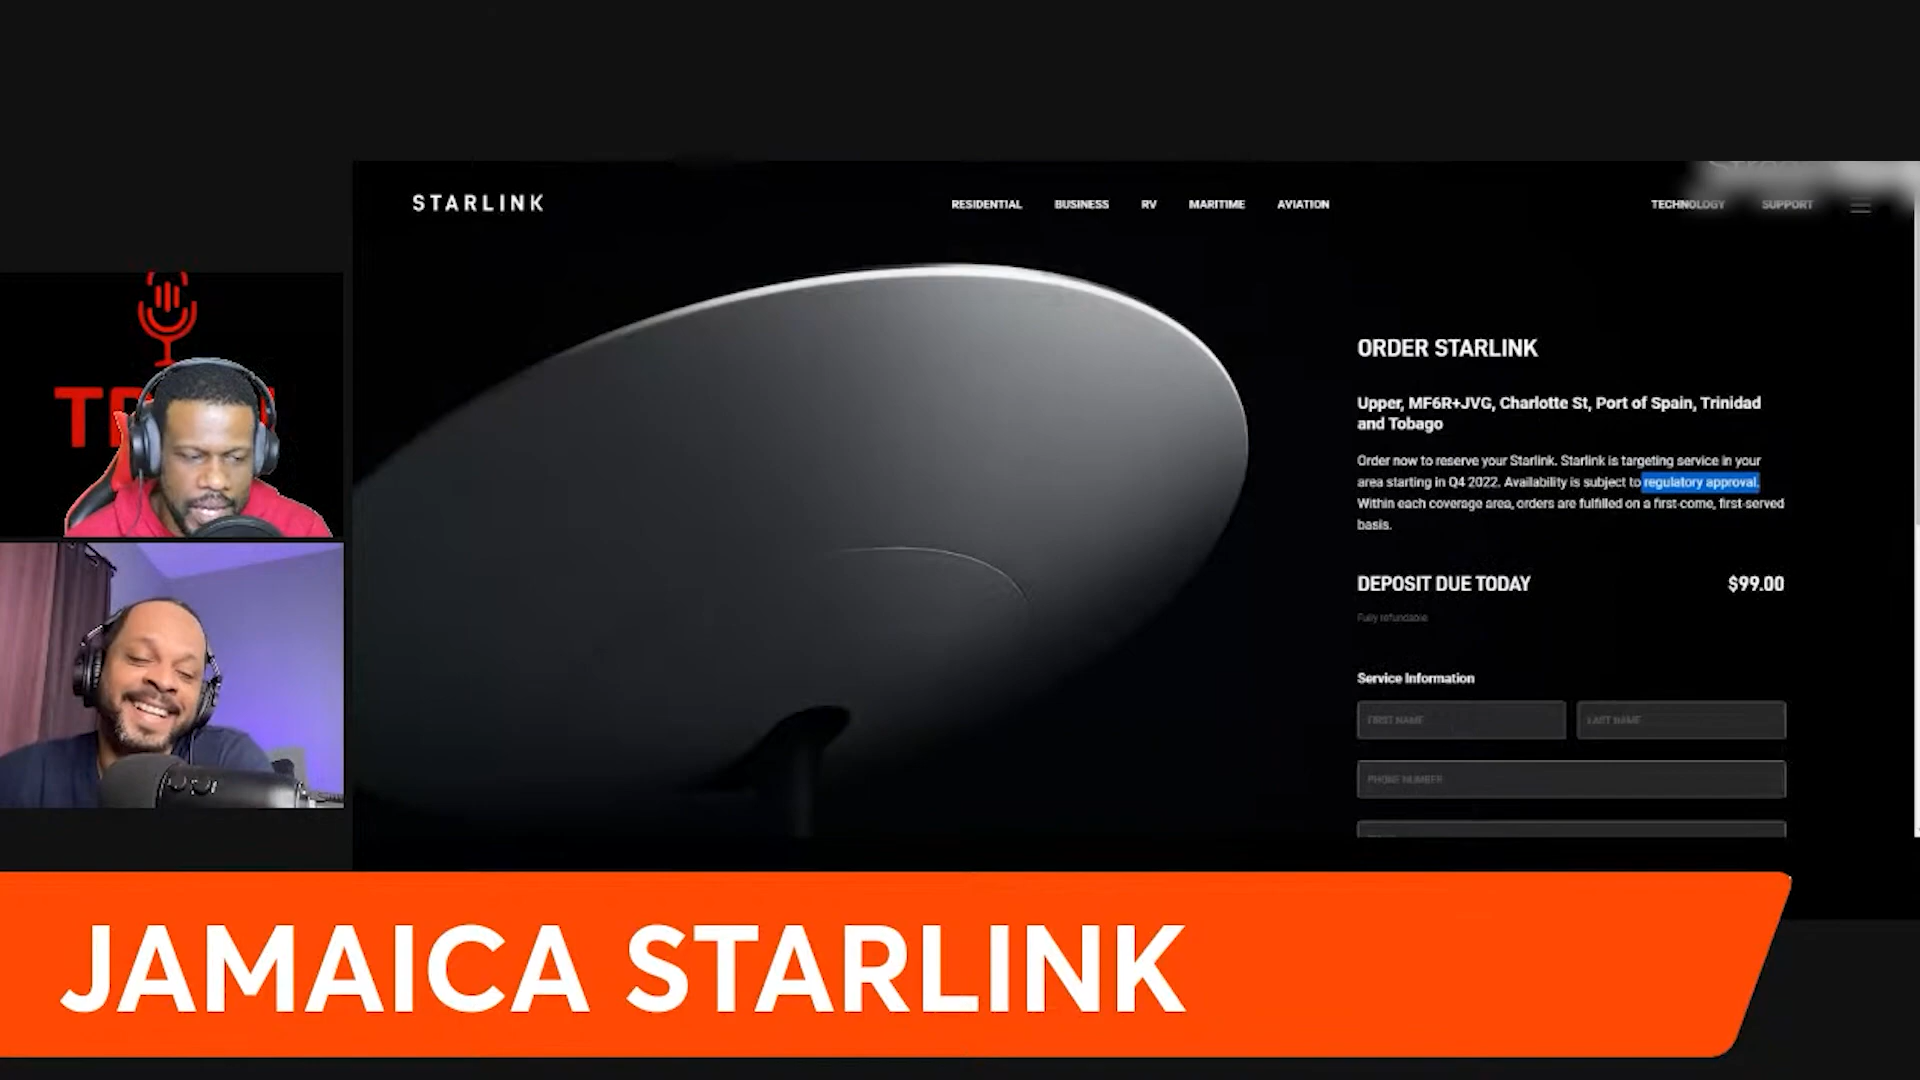 STARLINK
RESIDENTIAL BUSINESS RV MARITIME AVIATION
TECHNOLOGY SUPPORT
ORDER STARLINK
Upper, MF6R+JVG, Charlotte St, Port of Spain, Trinidad
and Tobago
Order now to reserve your Starlink. Starlink is targeting service in your
area starting in Q4 2022. Availability is subject to regulatory approval.
Within each coverage area, orders are fulfilled on a first-come, first-served
basis.
DEPOSIT DUE TODAY $99.00
Fully refundable
Service Information
FIRST NAME LAST NAME
PHONE NUMBER
JAMAICA STARLINK